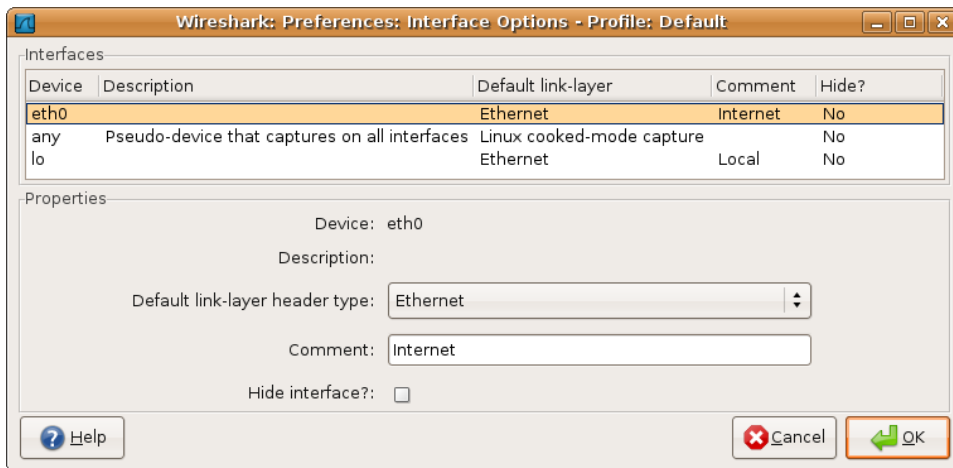 Wireshark: Preferences: Interface Options - Profile: Default
Interfaces
Device Description Default link-layer Comment Hide?
eth0 Ethernet Internet No
any Pseudo-device that captures on all interfaces Linux cooked-mode capture No
lo Ethernet Local No
Properties
Device: eth0
Description:
Default link-layer header type: Ethernet
Comment: Internet
Hide interface?:
Help Cancel OK